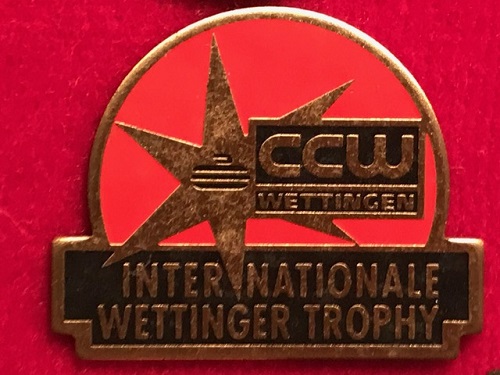 CCW
WETTINGEN
INTERNATIONALE
WETTINGER TROPHY